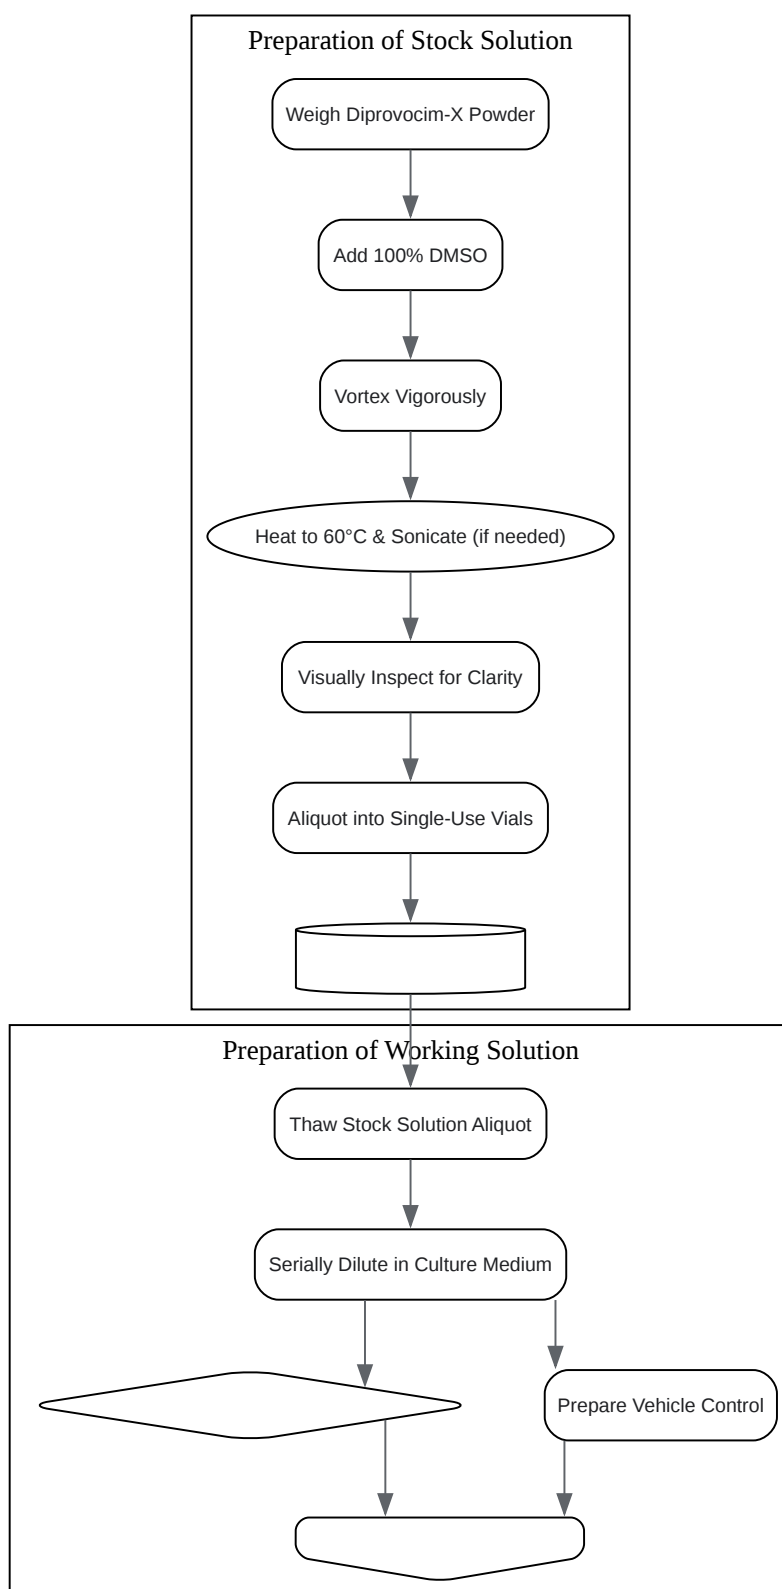 Preparation of Stock Solution
Weigh Diprovocim-X Powder
Add 100% DMSO
Vortex Vigorously
Heat to 60°C & Sonicate (if needed)
Visually Inspect for Clarity
Aliquot into Single-Use Vials
Preparation of Working Solution
Thaw Stock Solution Aliquot
Serially Dilute in Culture Medium
Prepare Vehicle Control